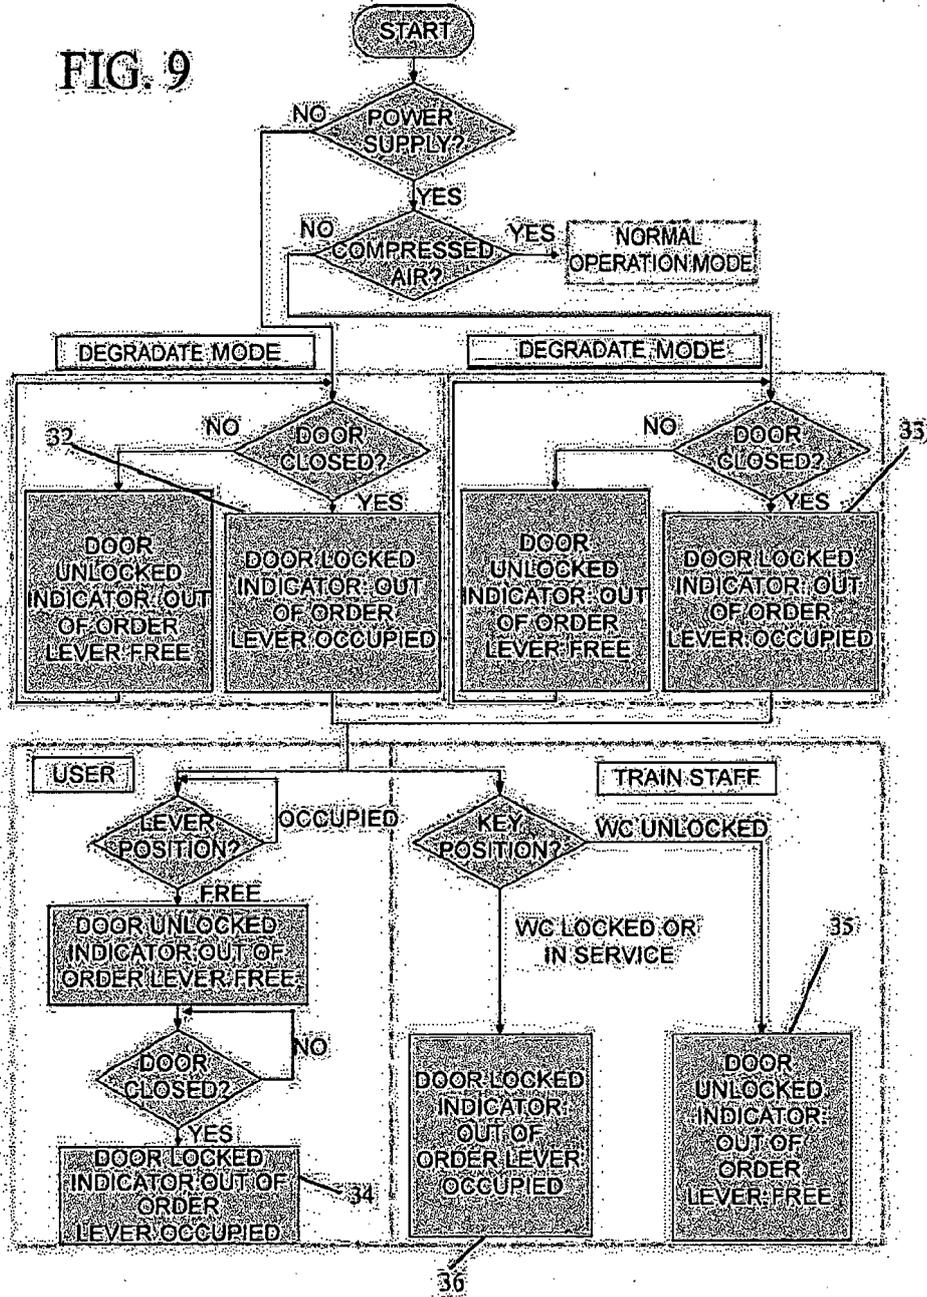 START
FIG. 9
POWER
SUPPLY?
NO
YES
COMPRESSED
AIR?
NO
YES
NORMAL
OPERATION MODE
DEGRADATE MODE
DEGRADATE MODE
32
NO
DOOR
CLOSED?
YES
NO
DOOR
CLOSED?
YES
33
DOOR
UNLOCKED
INDICATOR: OUT
OF ORDER
LEVER: FREE
DOOR LOCKED
INDICATOR: OUT
OF ORDER
LEVER: OCCUPIED
DOOR
UNLOCKED
INDICATOR: OUT
OF ORDER
LEVER: FREE
DOOR LOCKED
INDICATOR: OUT
OF ORDER
LEVER: OCCUPIED
USER
TRAIN STAFF
LEVER
POSITION?
OCCUPIED
FREE
KEY
POSITION?
WC UNLOCKED
WC LOCKED OR
IN SERVICE
DOOR UNLOCKED
INDICATOR OUT OF
ORDER LEVER FREE
35
DOOR
CLOSED?
NO
YES
DOOR LOCKED
INDICATOR OUT OF
ORDER
LEVER OCCUPIED
34
DOOR LOCKED
INDICATOR:
OUT OF
ORDER LEVER
OCCUPIED
36
DOOR
UNLOCKED
INDICATOR:
OUT OF
ORDER
LEVER: FREE